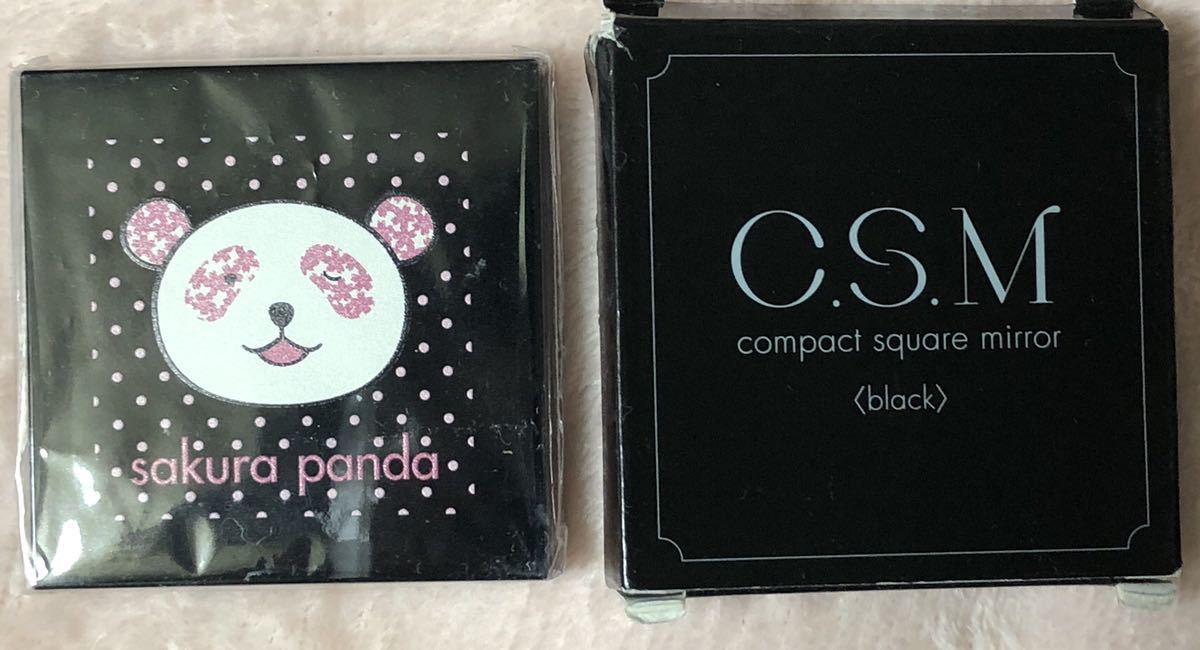 sakura panda
C.S.M
compact square mirror
〈black〉